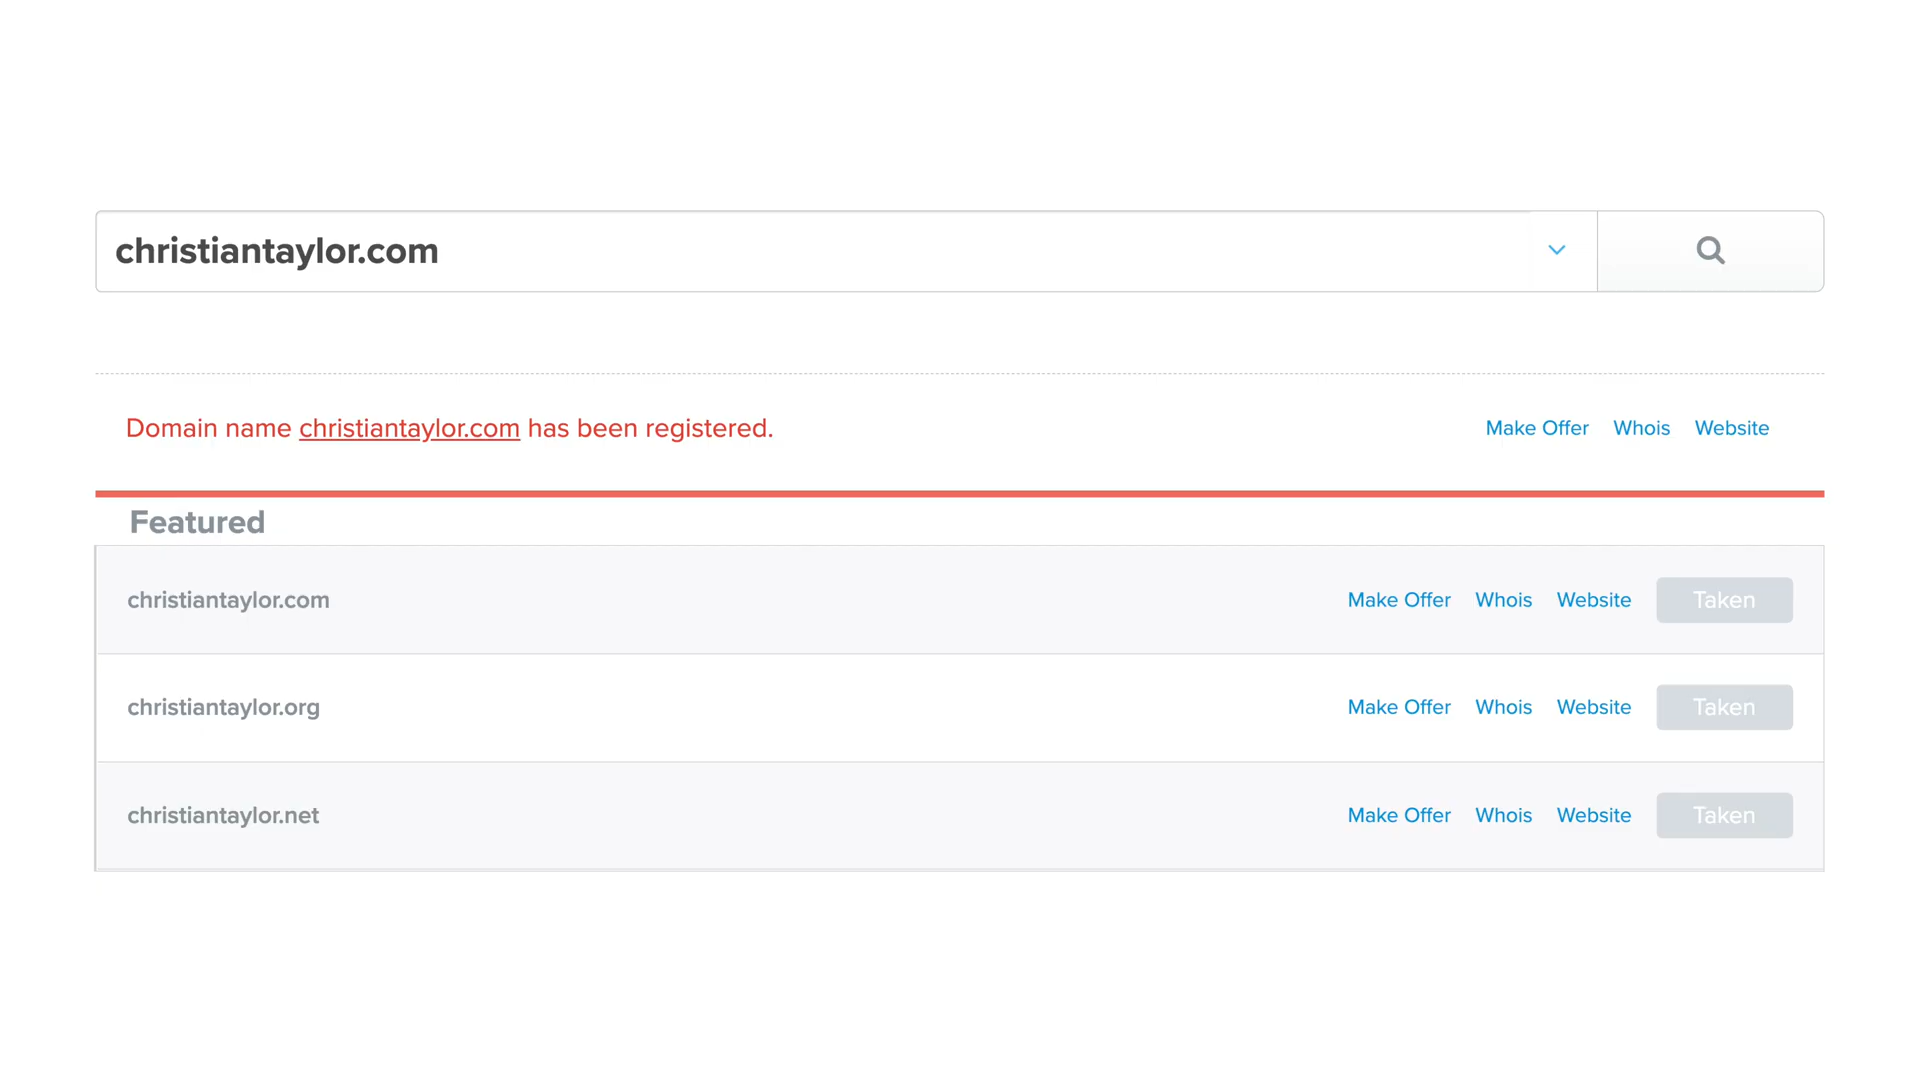 christiantaylor.com
Domain name christiantaylor.com has been registered. Make Offer Whois Website
Featured
christiantaylor.com Make Offer Whois Website Taken
christiantaylor.org Make Offer Whois Website Taken
christiantaylor.net Make Offer Whois Website Taken